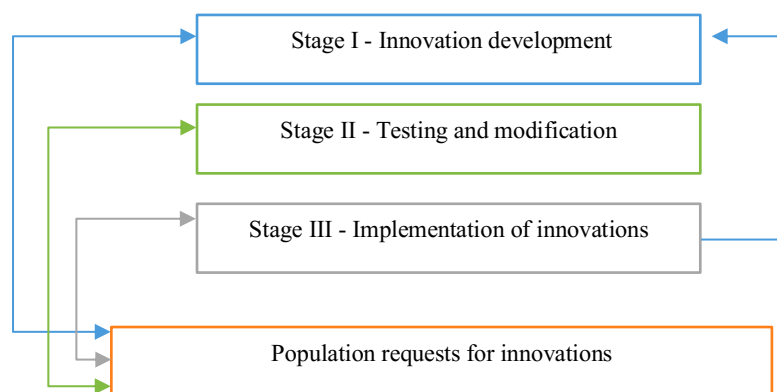 Stage I - Innovation development
Stage II - Testing and modification
Stage III - Implementation of innovations
Population requests for innovations